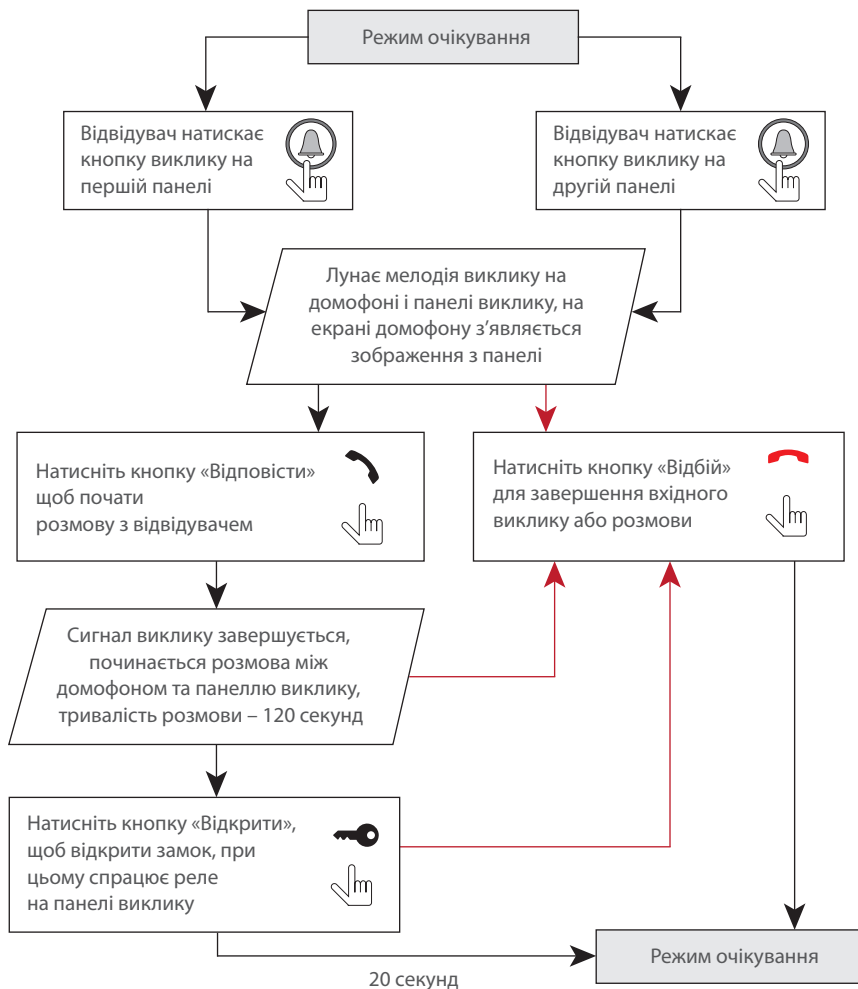 Режим очікування
Відвідувач натискає
кнопку виклику на
першій панелі
Відвідувач натискає
кнопку виклику на
другій панелі
Лунає мелодія виклику на
домофоні і панелі виклику, на
екрані домофону з’являється
зображення з панелі
Натисніть кнопку «Відповісти»
щоб почати
розмову з відвідувачем
Натисніть кнопку «Відбій»
для завершення вхідного
виклику або розмови
Сигнал виклику завершується,
починається розмова між
домофоном та панеллю виклику,
тривалість розмови – 120 секунд
Натисніть кнопку «Відкрити»,
щоб відкрити замок, при
цьому спрацює реле
на панелі виклику
Режим очікування
20 секунд